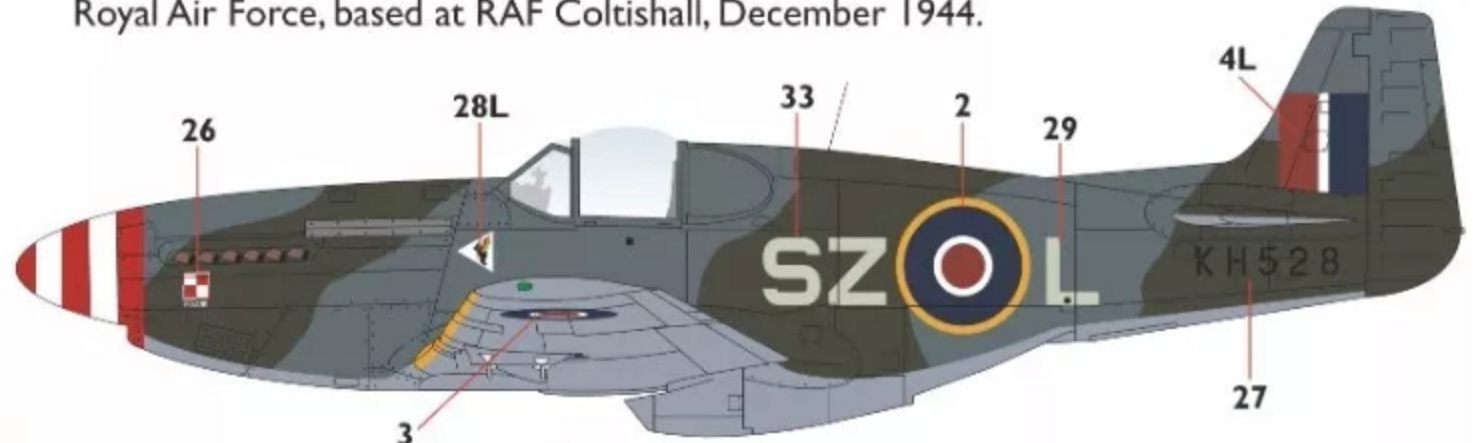 Royal Air Force, based at RAF Coltishall, December 1944.
4L
28L
33
2
26
29
SZ L
KH528
27
3